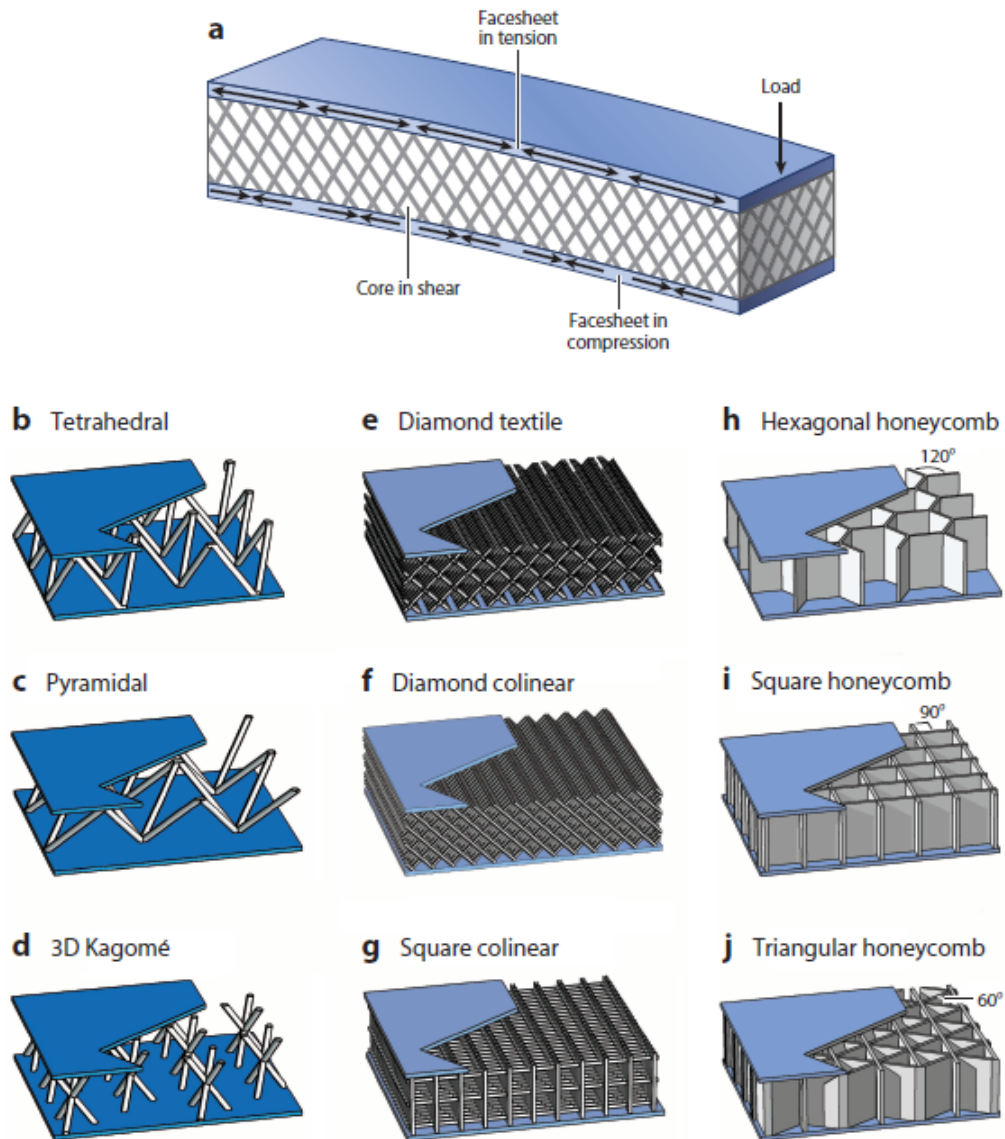 a
Facesheet
in tension
Load
Core in shear
Facesheet in
compression
b Tetrahedral
e Diamond textile
h Hexagonal honeycomb
120°
c Pyramidal
f Diamond colinear
i Square honeycomb
90°
d 3D Kagomé
g Square colinear
j Triangular honeycomb
60°